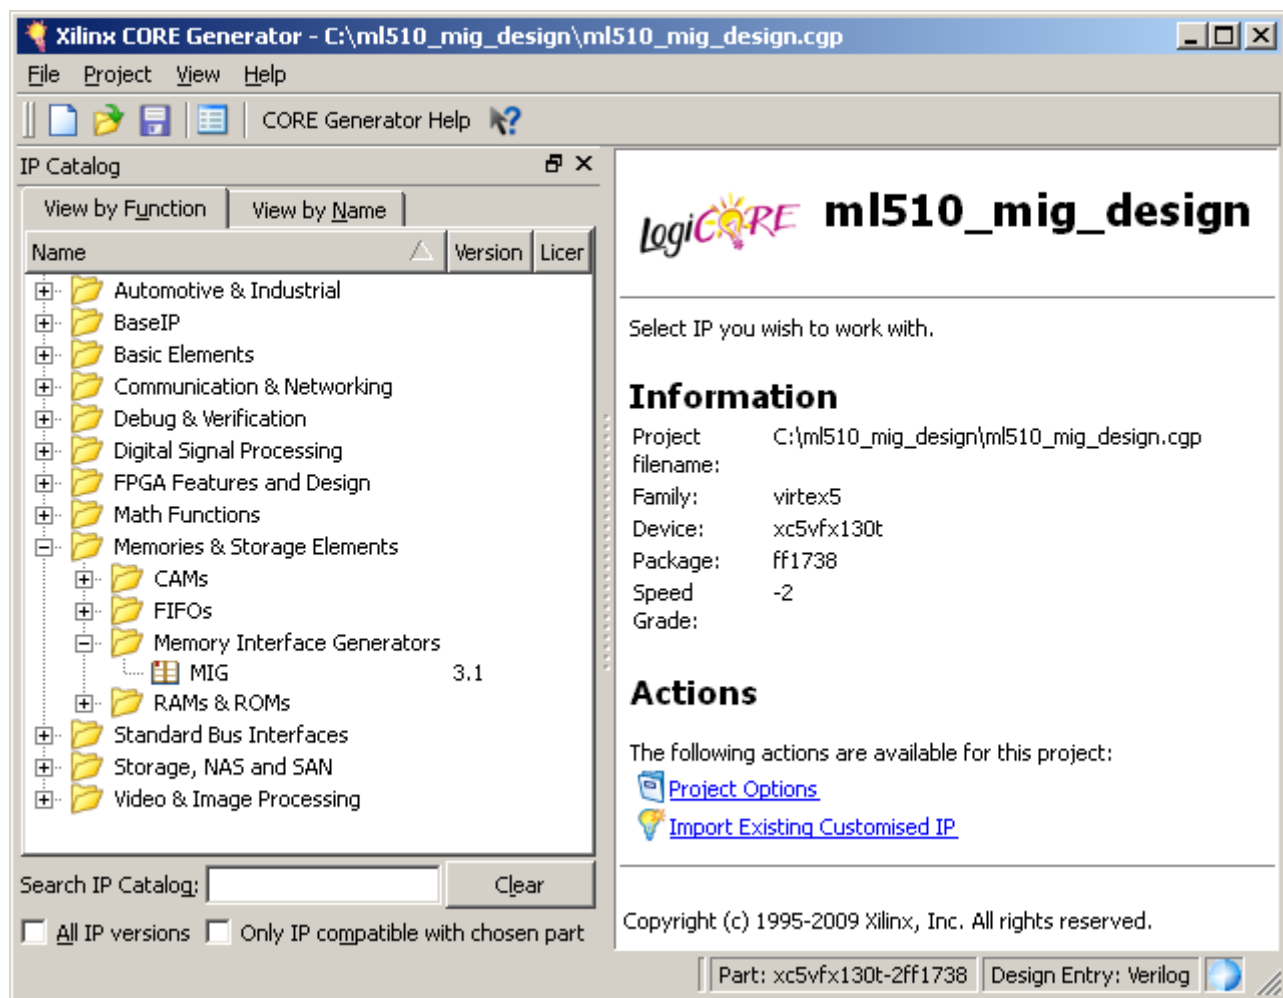 Xilinx CORE Generator - C:\ml510_mig_design\ml510_mig_design.cgp
File Project View Help
CORE Generator Help
IP Catalog
View by Function View by Name
Name Version Licer
Automotive & Industrial
BaseIP
Basic Elements
Communication & Networking
Debug & Verification
Digital Signal Processing
FPGA Features and Design
Math Functions
Memories & Storage Elements
CAMs
FIFOs
Memory Interface Generators
MIG 3.1
RAMs & ROMs
Standard Bus Interfaces
Storage, NAS and SAN
Video & Image Processing
Search IP Catalog: Clear
All IP versions Only IP compatible with chosen part
LogiCORE ml510_mig_design
Select IP you wish to work with.
Information
Project C:\ml510_mig_design\ml510_mig_design.cgp
filename:
Family: virtex5
Device: xc5vfx130t
Package: ff1738
Speed -2
Grade:
Actions
The following actions are available for this project:
Project Options
Import Existing Customised IP
Copyright (c) 1995-2009 Xilinx, Inc. All rights reserved.
Part: xc5vfx130t-2ff1738 Design Entry: Verilog